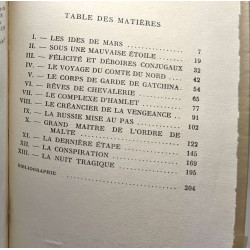 TABLE DES MATIÈRES
I. — LES IDES DE MARS 7
II. — SOUS UNE MAUVAISE ÉTOILE 19
III. — FÉLICITÉ ET DÉBOIRES CONJUGAUX 32
IV. — LE VOYAGE DU COMTE DU NORD 42
V. — LE CORPS DE GARDE DE GATCHINA. 54
VI. — RÊVES DE CHEVALERIE 65
VII. — LE COMPLEXE D'HAMLET 77
VIII. — LE CRÉANCIER DE LA VENGEANCE 91
IX. — LA RUSSIE MISE AU PAS 102
X. — GRAND MAITRE DE L'ORDRE DE
MALTE 122
XI. — LA DERNIÈRE ÉTAPE 145
XII. — LA CONSPIRATION 169
XIII. — LA NUIT TRAGIQUE 195
BIBLIOGRAPHIE 204